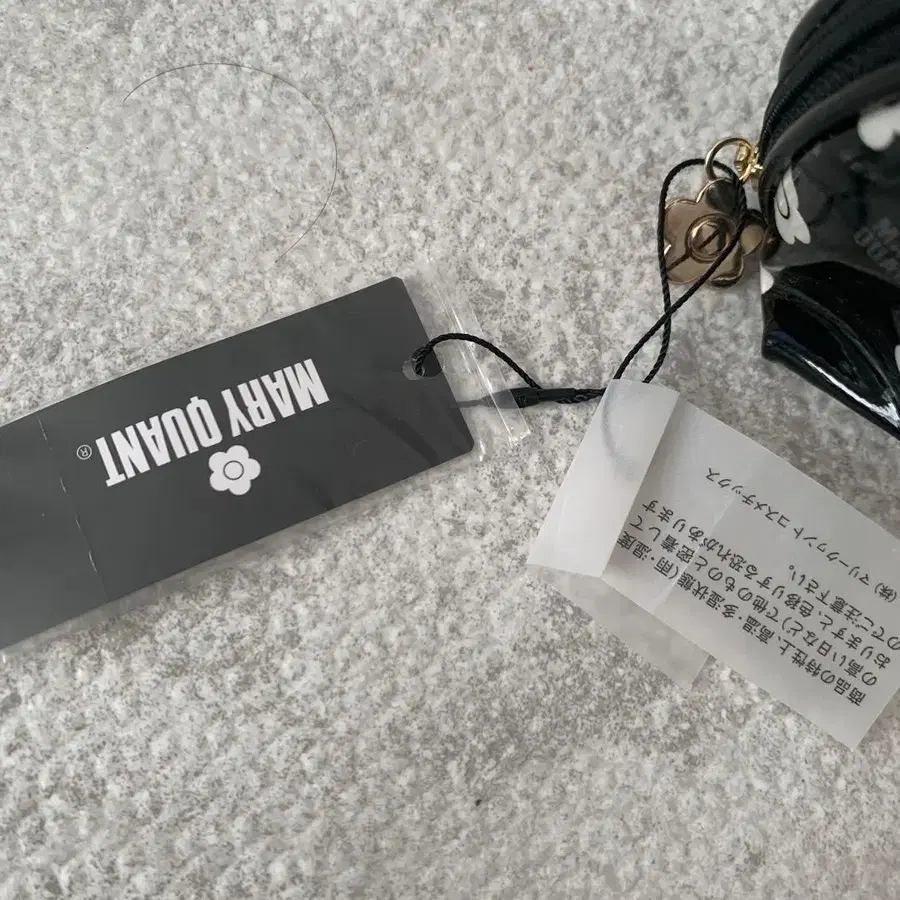 MARY QUANT®
商品の特性上、高温・多湿状態(雨・湿度
の高い日など)で他のものと密着して
おりますと、色移りする恐れがあります
のでご注意下さい。
(株) マリークヮント コスメチックス